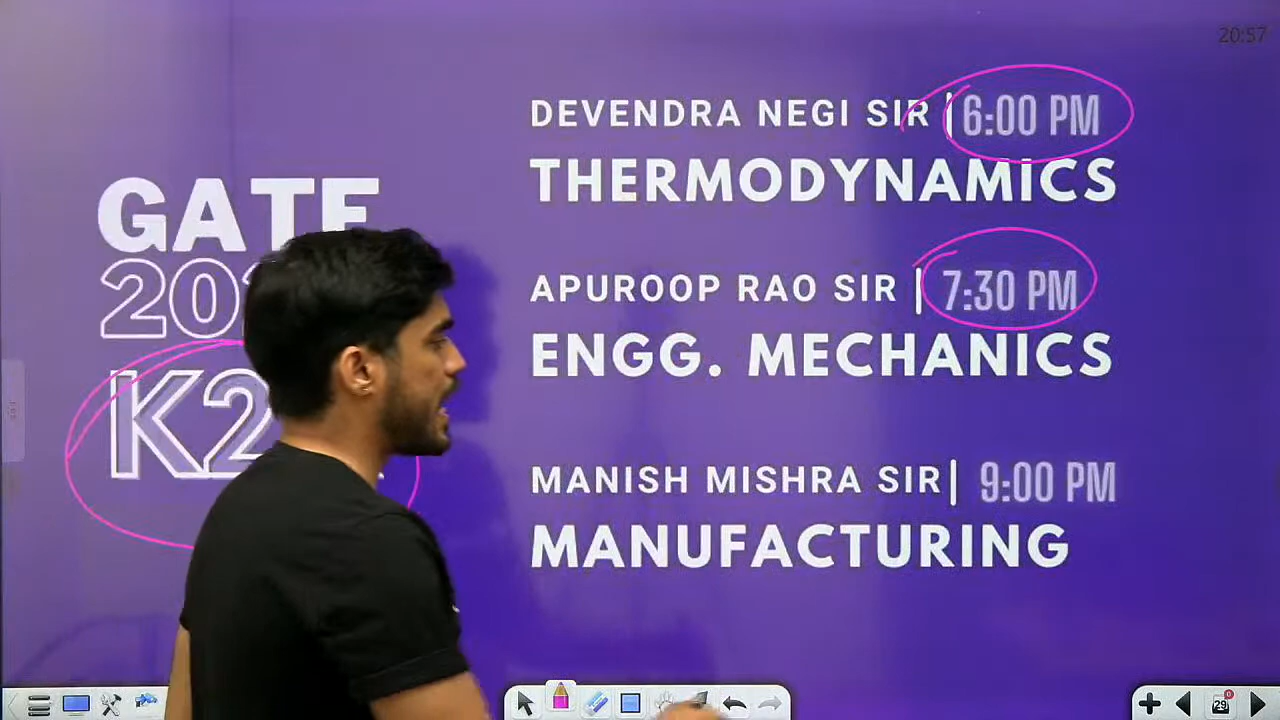 20:57
DEVENDRA NEGI SIR | 6:00 PM
THERMODYNAMICS
GATE
APUROOP RAO SIR | 7:30 PM
ENGG. MECHANICS
MANISH MISHRA SIR | 9:00 PM
MANUFACTURING
29